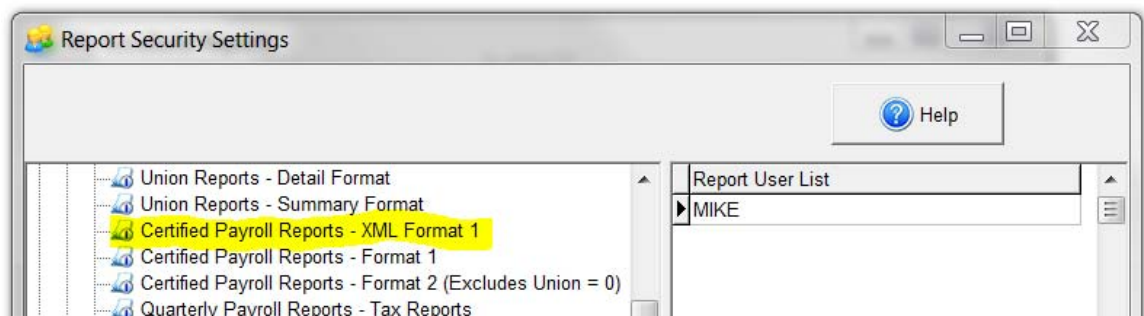 Report Security Settings
Help
Union Reports - Detail Format
Union Reports - Summary Format
Certified Payroll Reports - XML Format 1
Certified Payroll Reports - Format 1
Certified Payroll Reports - Format 2 (Excludes Union = 0)
Quarterly Payroll Reports - Tax Reports
Report User List
MIKE